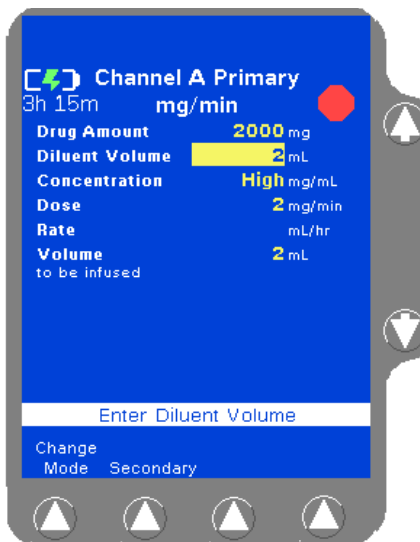 Channel A Primary
3h 15m mg/min
Drug Amount 2000 mg
Diluent Volume 2 mL
Concentration High mg/mL
Dose 2 mg/min
Rate mL/hr
Volume 2 mL
to be infused
Enter Diluent Volume
Change
Mode Secondary